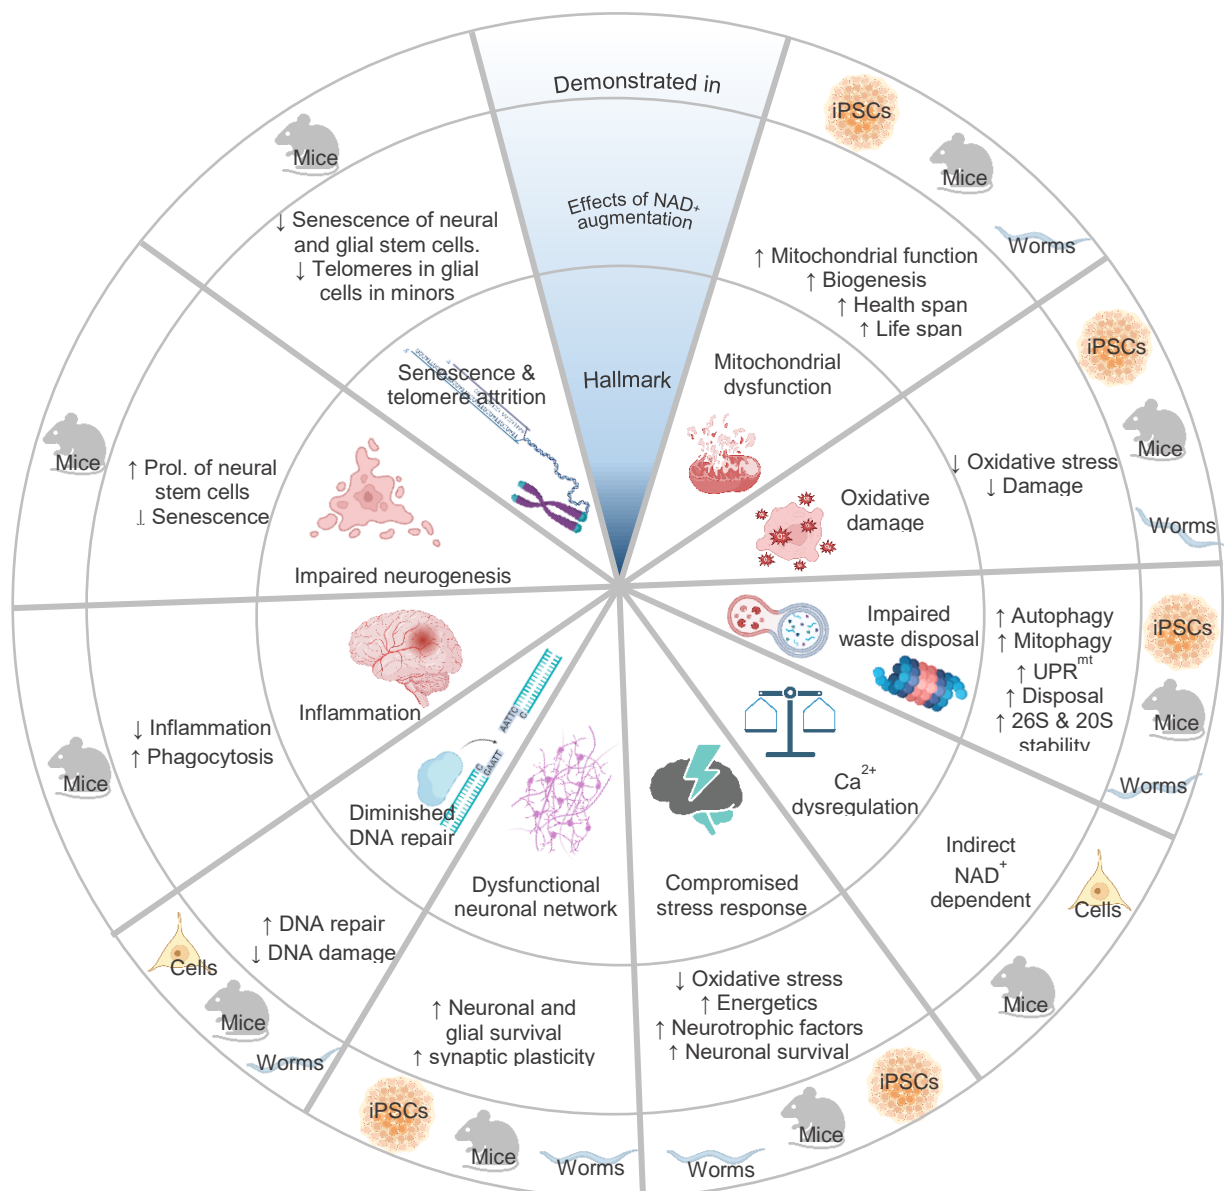 Demonstrated in
Effects of NAD+
augmentation
Hallmark
iPSCs
Mice
Worms
↑ Mitochondrial function
↑ Biogenesis
↑ Health span
↑ Life span
Mitochondrial
dysfunction
iPSCs
Mice
Worms
↓ Oxidative stress
↓ Damage
Oxidative
damage
iPSCs
Mice
Worms
↑ Autophagy
↑ Mitophagy
↑ UPRmt
↑ Disposal
↑ 26S & 20S
stability
Impaired
waste disposal
Cells
Mice
Indirect
NAD+
dependent
Ca2+
dysregulation
iPSCs
Mice
Worms
↓ Oxidative stress
↑ Energetics
↑ Neurotrophic factors
↑ Neuronal survival
Compromised
stress response
Worms
Mice
iPSCs
↑ Neuronal and
glial survival
↑ synaptic plasticity
Dysfunctional
neuronal network
Worms
Mice
Cells
↑ DNA repair
↓ DNA damage
Diminished
DNA repair
AATTC
C
C
GAATT
Mice
↓ Inflammation
↑ Phagocytosis
Inflammation
Mice
↑ Prol. of neural
stem cells
↓ Senescence
Impaired neurogenesis
Mice
↓ Senescence of neural
and glial stem cells.
↓ Telomeres in glial
cells in minors
Senescence &
telomere attrition